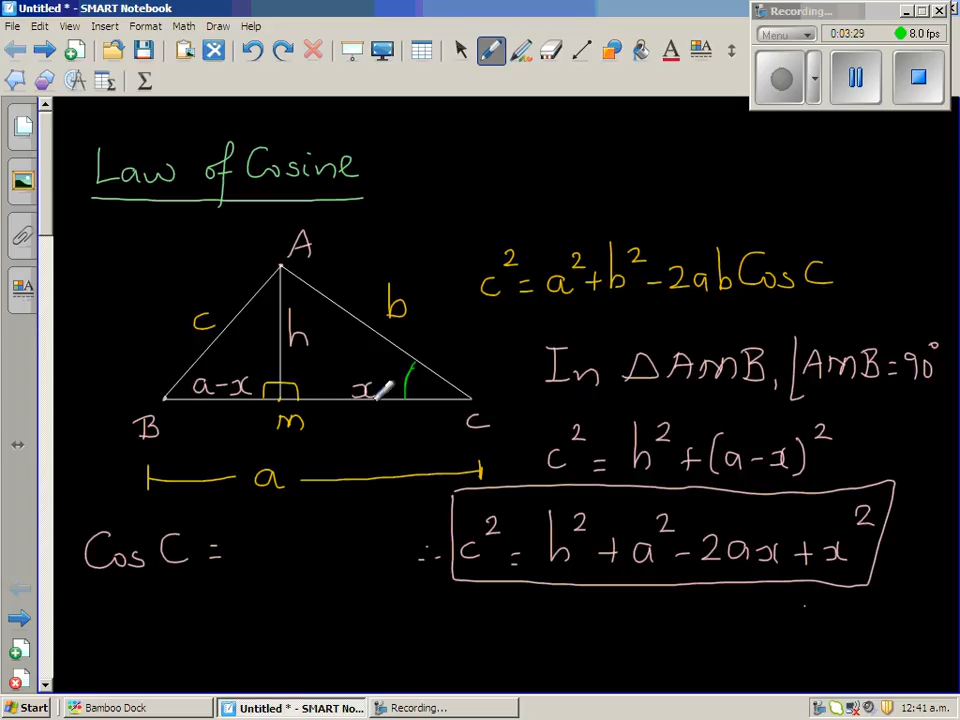 Untitled * - SMART Notebook
File Edit View Insert Format Math Draw Help
Recording...
Menu 0:03:29 8.0 fps
Law of Cosine
A
c² = a² + b² - 2ab Cos C
c h b
In △AMB, ∠AMB = 90°
a-x x
B m C
c² = h² + (a-x)²
a
Cos C =
∴ c² = h² + a² - 2ax + x²
Start Bamboo Dock Untitled * - SMART No... Recording... 12:41 a.m.